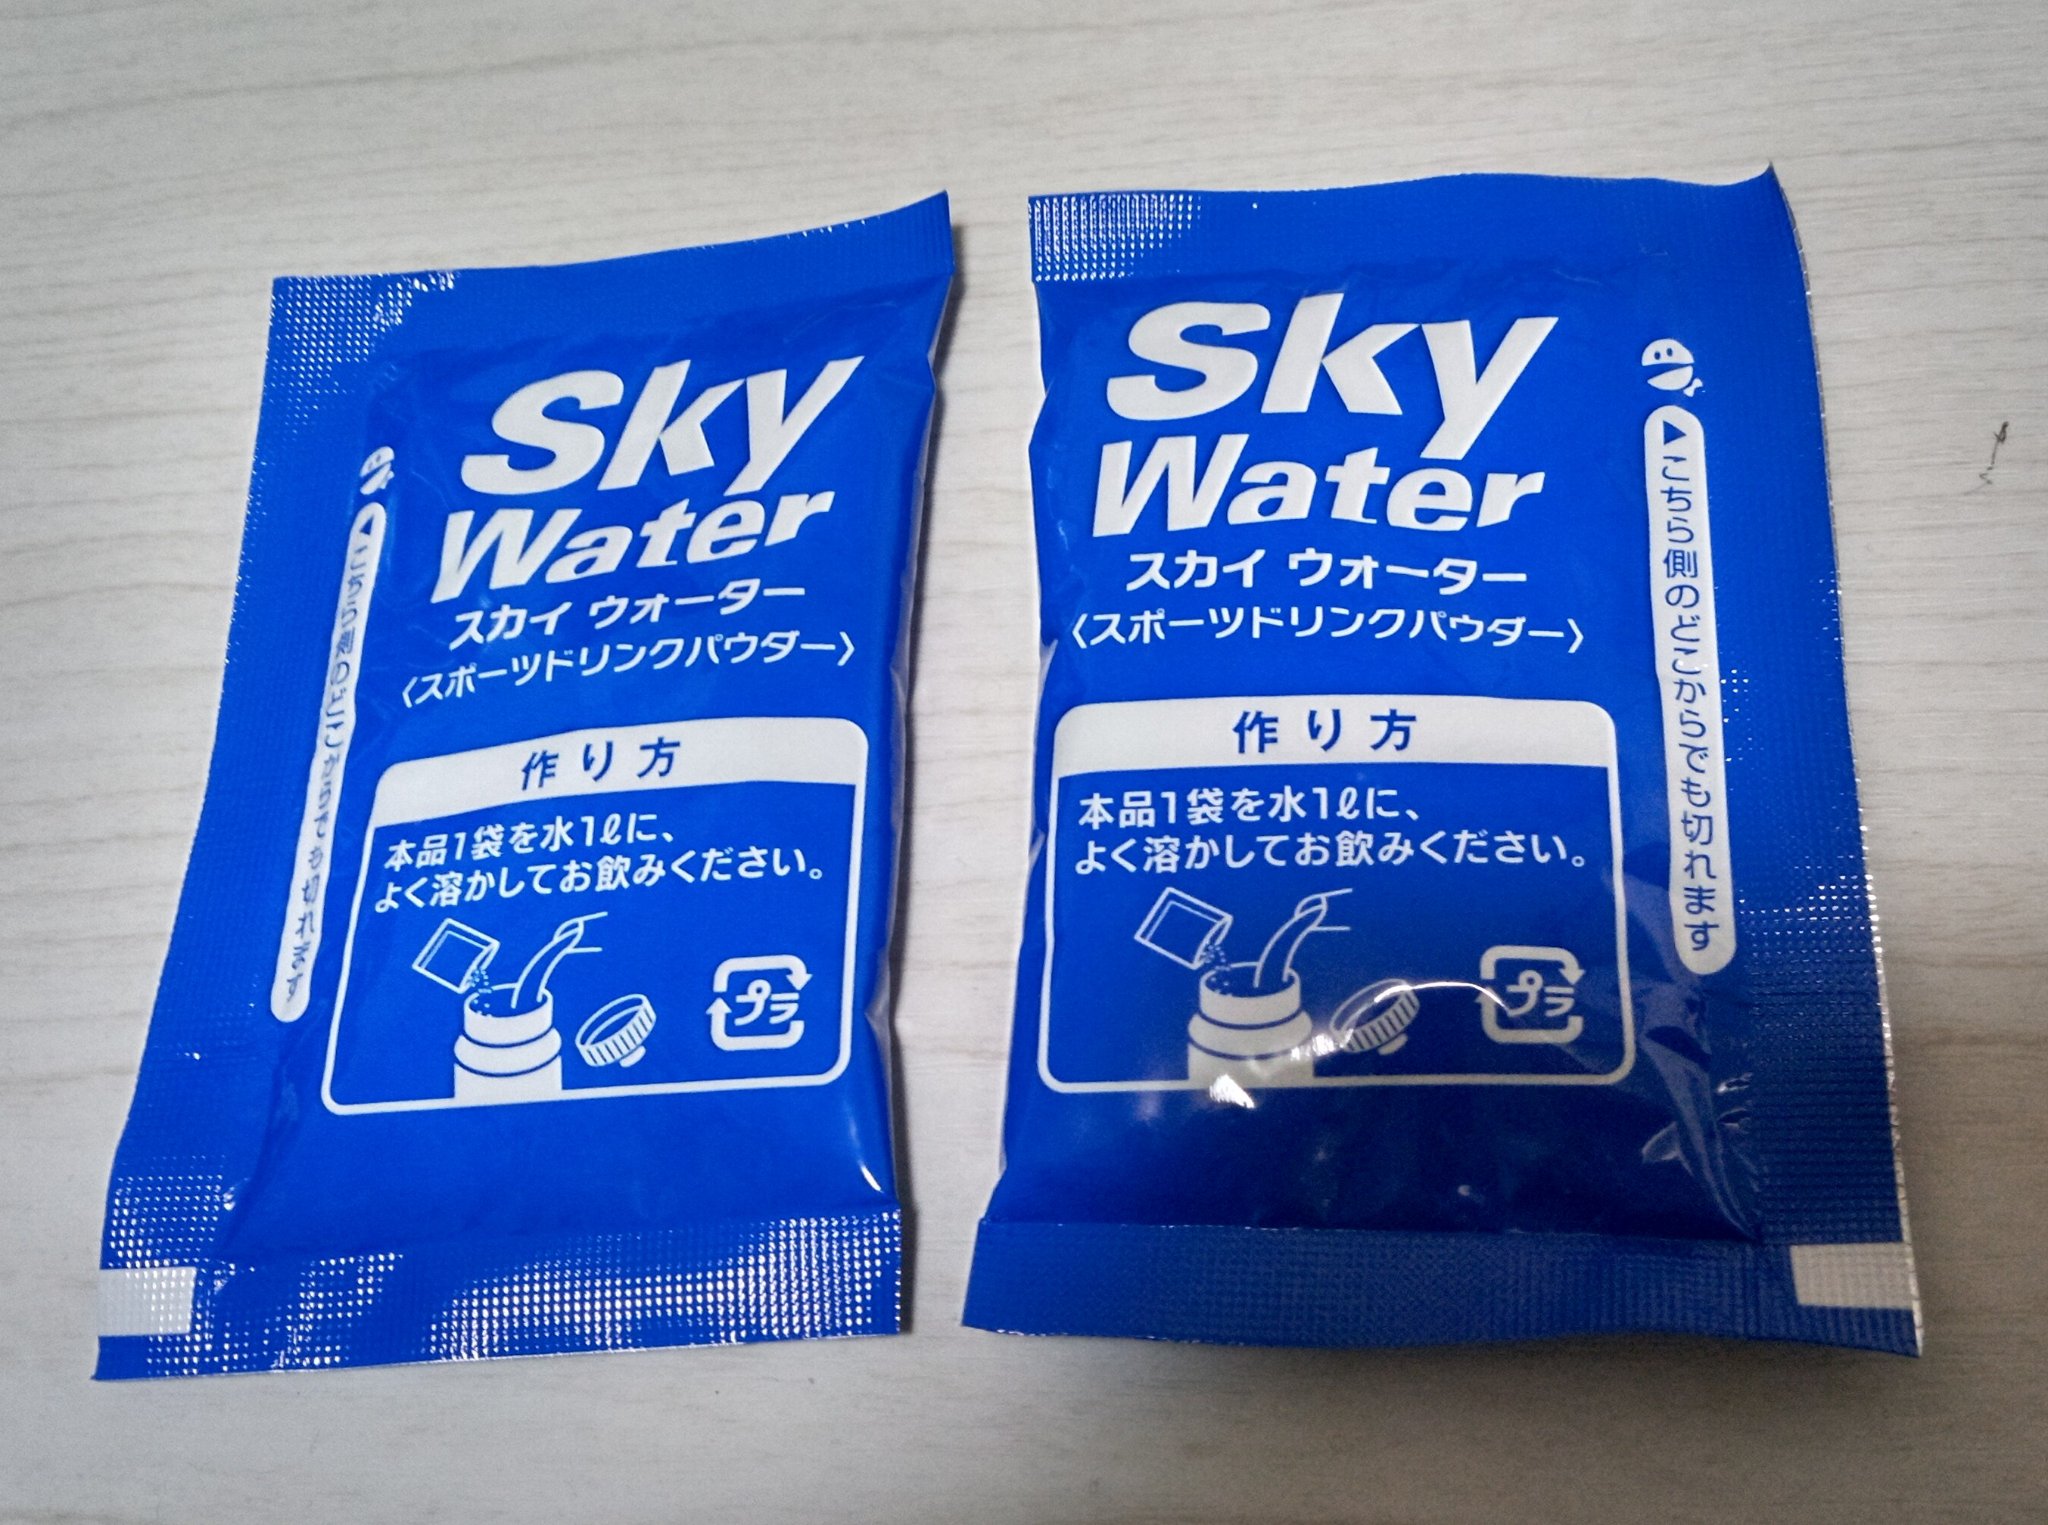 Sky
Water
スカイ ウォーター
〈スポーツドリンクパウダー〉
▲こちら側のどこからでも切れます
作り方
本品1袋を水1ℓに、
よく溶かしてお飲みください。
プラ
Sky
Water
スカイ ウォーター
〈スポーツドリンクパウダー〉
▲こちら側のどこからでも切れます
作り方
本品1袋を水1ℓに、
よく溶かしてお飲みください。
プラ